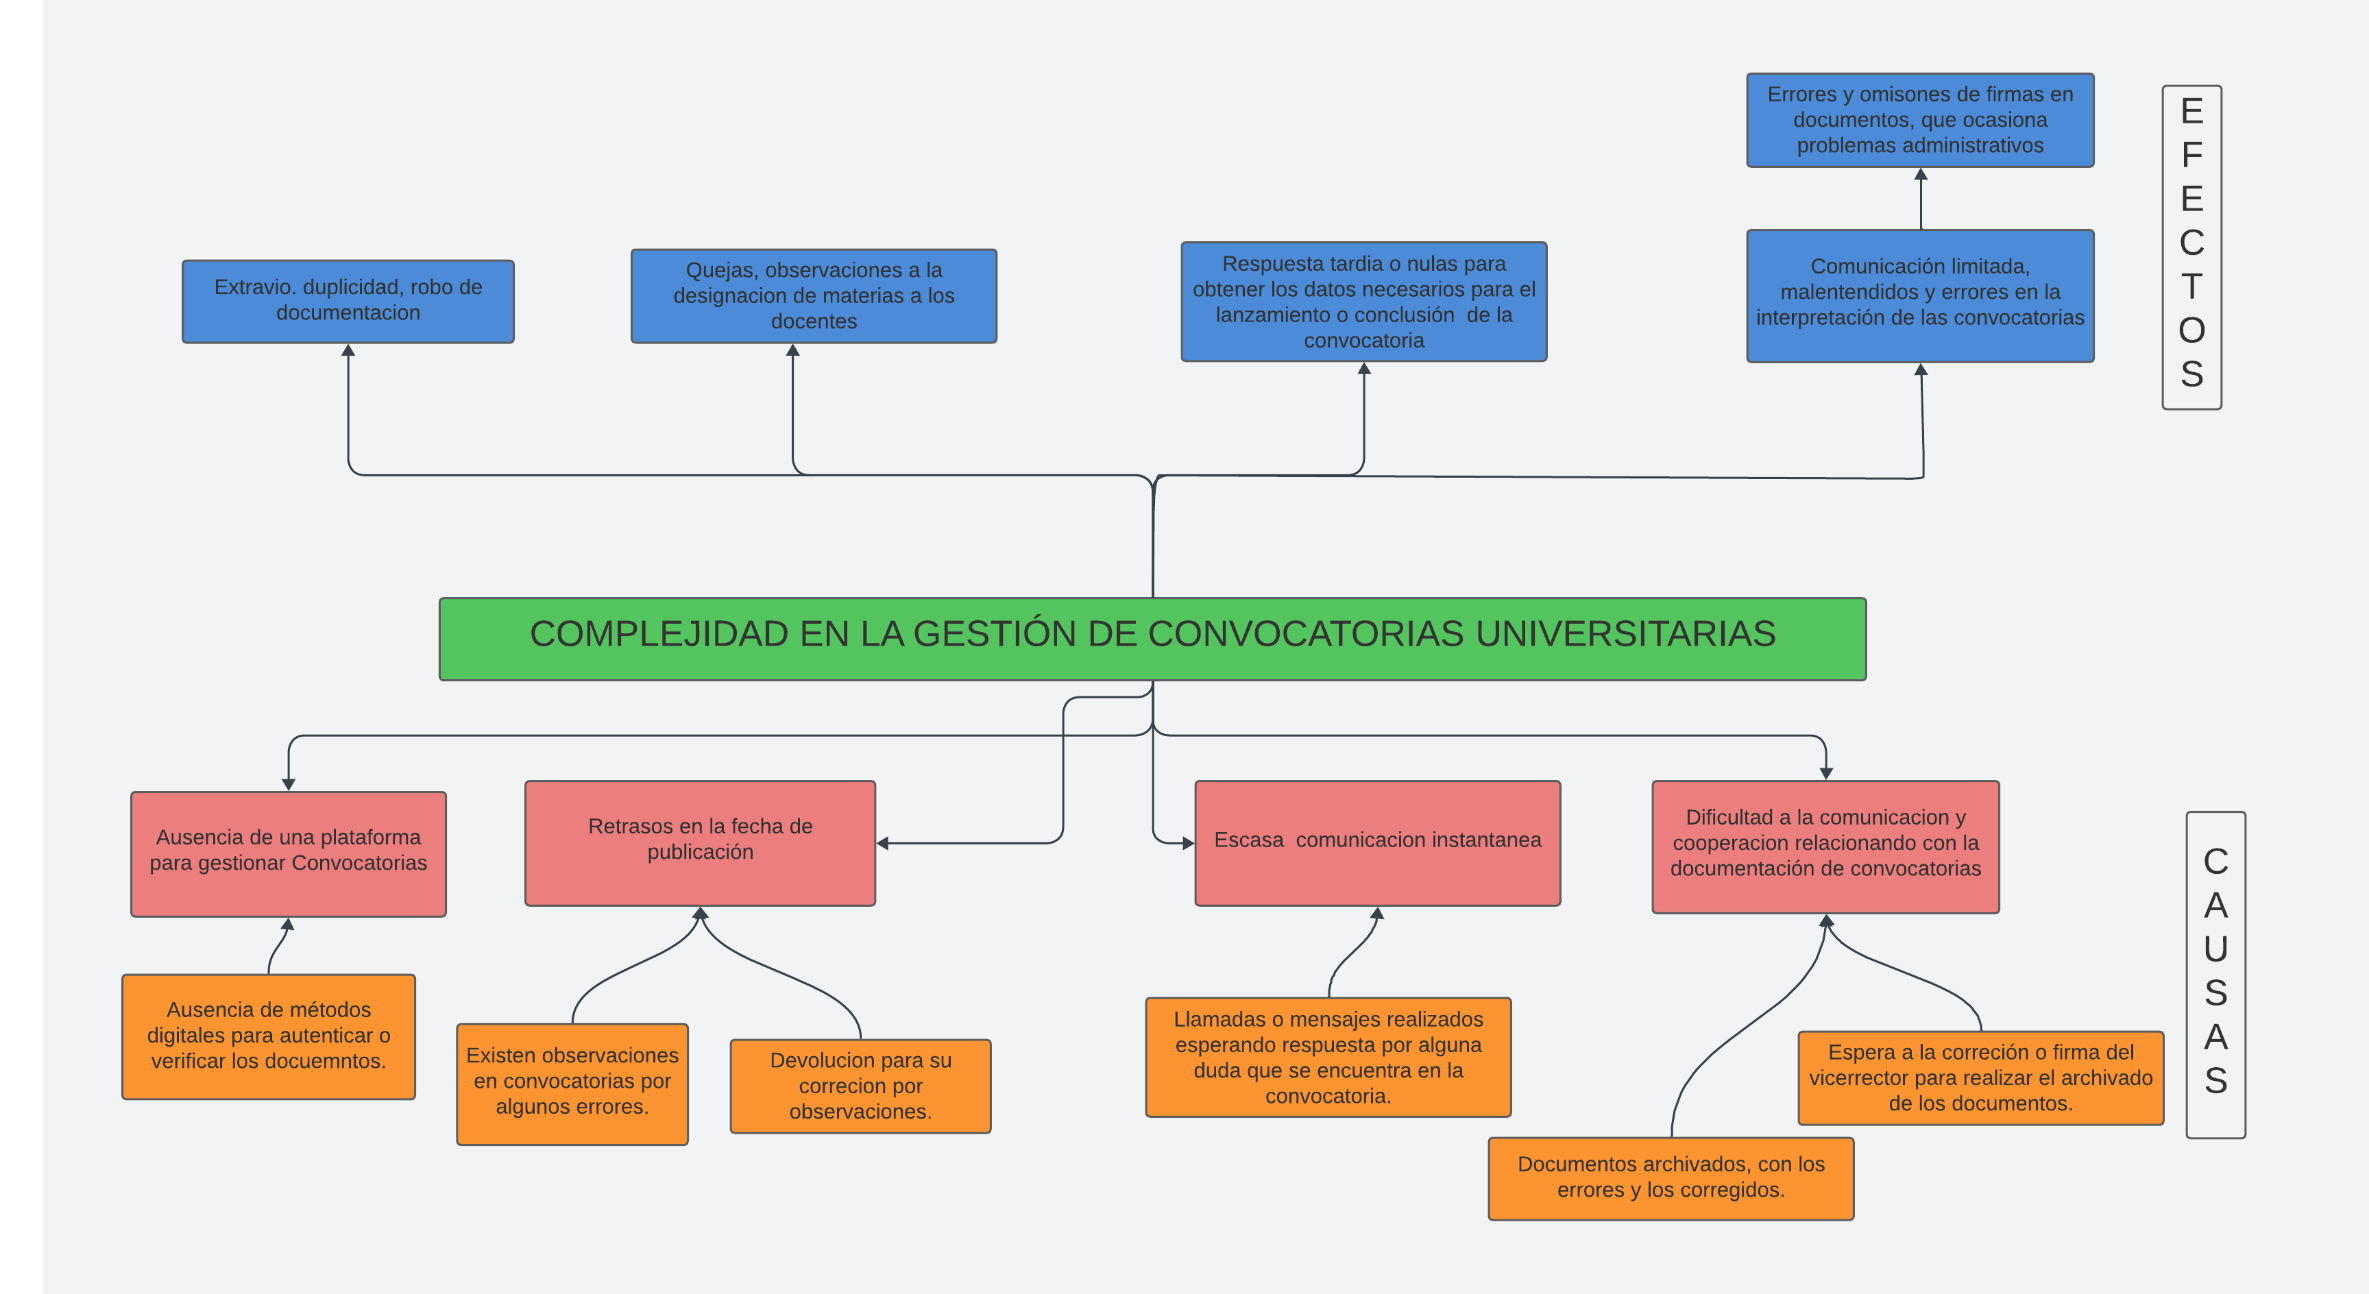 Errores y omisones de firmas en
documentos, que ocasiona
problemas administrativos
E
F
E
C
T
O
S
Extravio. duplicidad, robo de
documentacion
Quejas, observaciones a la
designacion de materias a los
docentes
Respuesta tardia o nulas para
obtener los datos necesarios para el
lanzamiento o conclusión  de la
convocatoria
Comunicación limitada,
malentendidos y errores en la
interpretación de las convocatorias
COMPLEJIDAD EN LA GESTIÓN DE CONVOCATORIAS UNIVERSITARIAS
Ausencia de una plataforma
para gestionar Convocatorias
Retrasos en la fecha de
publicación
Escasa  comunicacion instantanea
Dificultad a la comunicacion y
cooperacion relacionando con la
documentación de convocatorias
C
A
U
S
A
S
Ausencia de métodos
digitales para autenticar o
verificar los docuemntos.
Existen observaciones
en convocatorias por
algunos errores.
Devolucion para su
correcion por
observaciones.
Llamadas o mensajes realizados
esperando respuesta por alguna
duda que se encuentra en la
convocatoria.
Espera a la correción o firma del
vicerrector para realizar el archivado
de los documentos.
Documentos archivados, con los
errores y los corregidos.